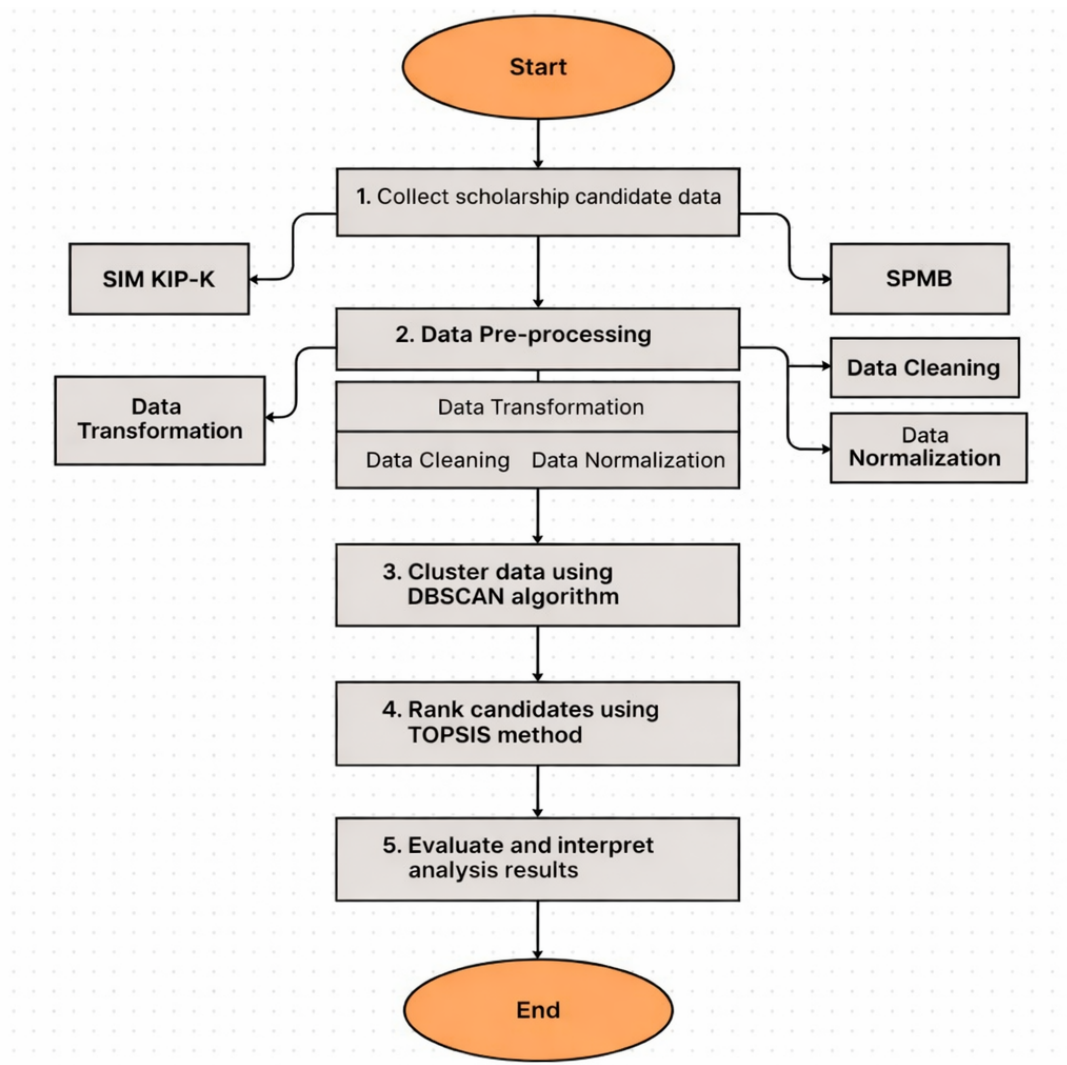 Start
1. Collect scholarship candidate data
SIM KIP-K
SPMB
2. Data Pre-processing
Data Cleaning
Data
Transformation
Data Transformation
Data
Normalization
Data Cleaning Data Normalization
3. Cluster data using
DBSCAN algorithm
4. Rank candidates using
TOPSIS method
5. Evaluate and interpret
analysis results
End